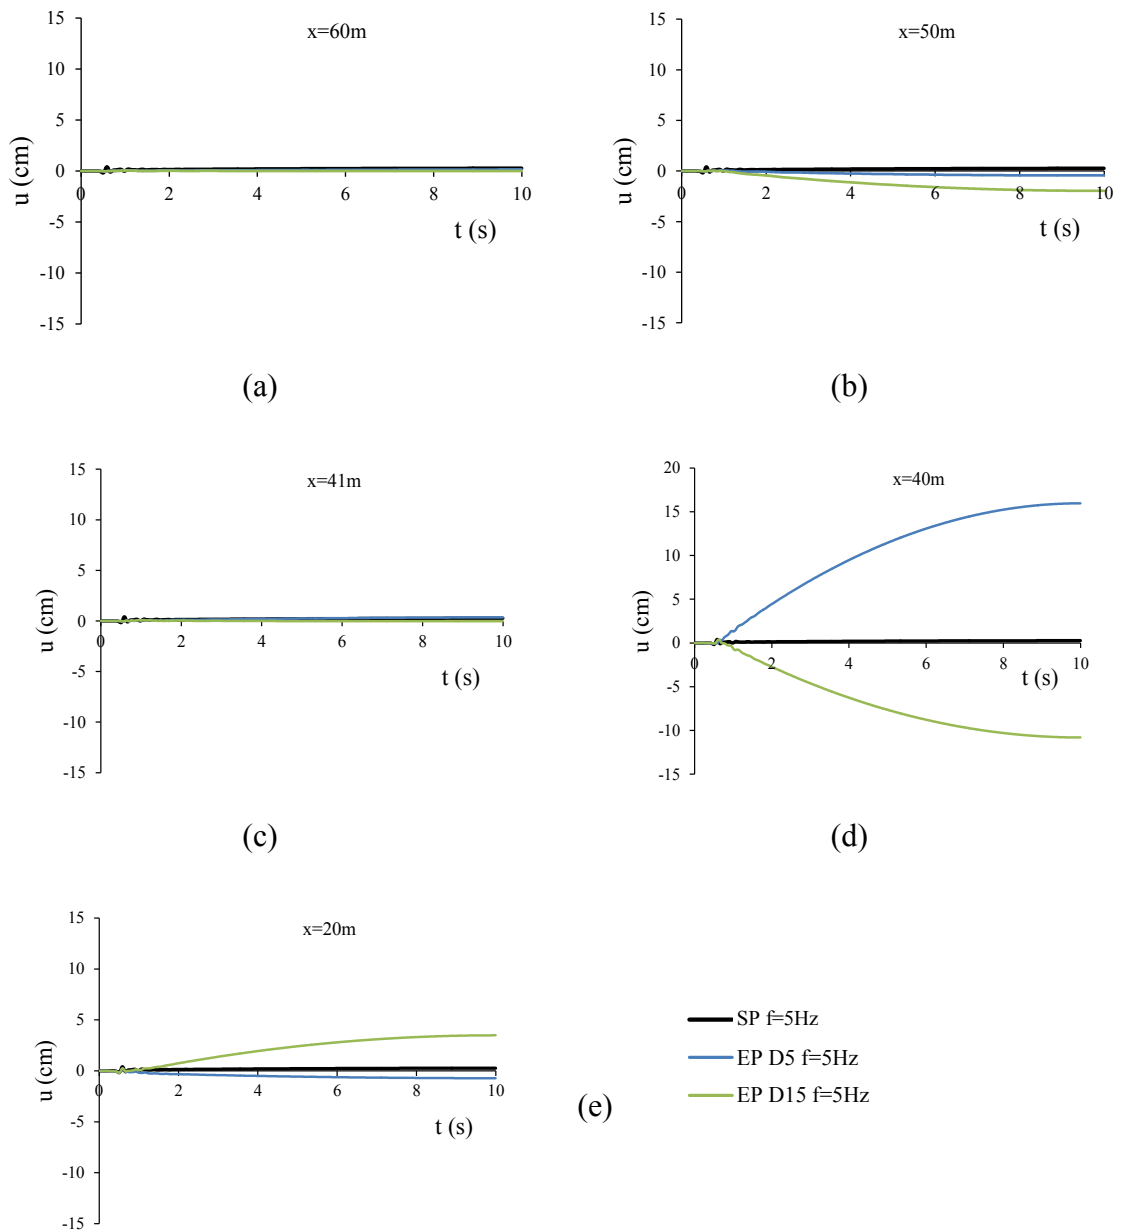 x=60m
15
10
5
0
-5
-10
-15
u (cm)
0 2 4 6 8 10
t (s)
(a)
x=50m
15
10
5
0
-5
-10
-15
u (cm)
0 2 4 6 8 10
t (s)
(b)
x=41m
15
10
5
0
-5
-10
-15
u (cm)
0 2 4 6 8 10
t (s)
(c)
x=40m
20
15
10
5
0
-5
-10
-15
u (cm)
0 2 4 6 8 10
t (s)
(d)
x=20m
15
10
5
0
-5
-10
-15
u (cm)
0 2 4 6 8 10
t (s)
(e)
SP f=5Hz
EP D5 f=5Hz
EP D15 f=5Hz